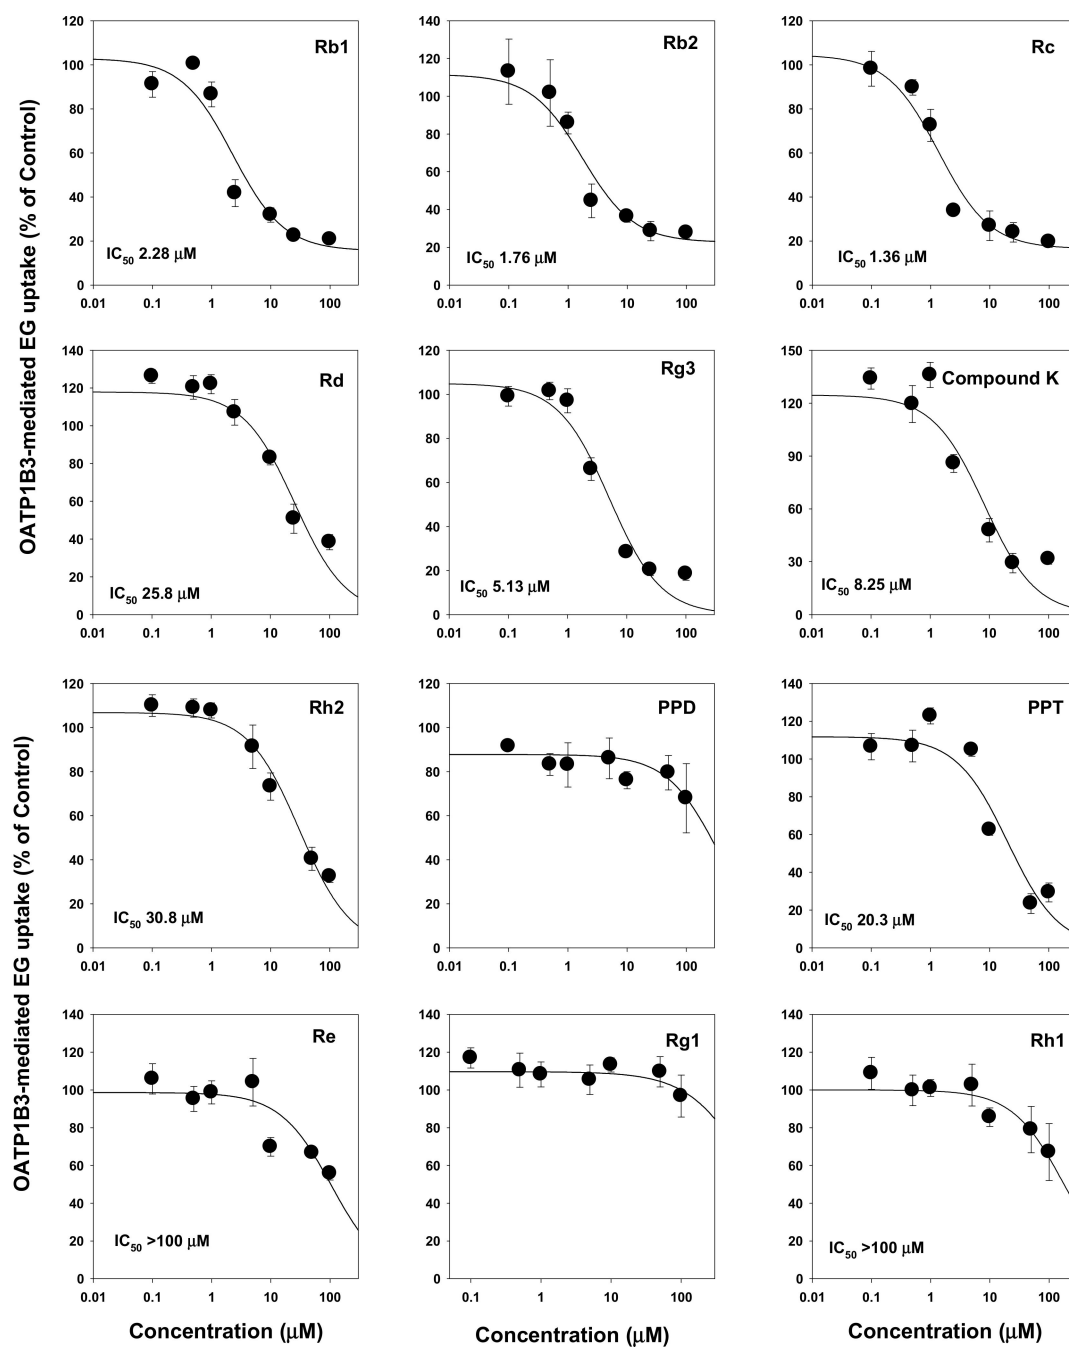 OATP1B3-mediated EG uptake (% of Control)
120
100
80
60
40
20
0
Rb1
IC50 2.28 µM
0.01 0.1 1 10 100
140
120
100
80
60
40
20
0
Rb2
IC50 1.76 µM
0.01 0.1 1 10 100
120
100
80
60
40
20
0
Rc
IC50 1.36 µM
0.01 0.1 1 10 100
140
120
100
80
60
40
20
0
Rd
IC50 25.8 µM
0.01 0.1 1 10 100
120
100
80
60
40
20
0
Rg3
IC50 5.13 µM
0.01 0.1 1 10 100
150
120
90
60
30
0
Compound K
IC50 8.25 µM
0.01 0.1 1 10 100
OATP1B3-mediated EG uptake (% of Control)
120
100
80
60
40
20
0
Rh2
IC50 30.8 µM
0.01 0.1 1 10 100
120
100
80
60
40
20
0
PPD
0.01 0.1 1 10 100
140
120
100
80
60
40
20
0
PPT
IC50 20.3 µM
0.01 0.1 1 10 100
140
120
100
80
60
40
20
0
Re
IC50 >100 µM
0.01 0.1 1 10 100
Concentration (µM)
140
120
100
80
60
40
20
0
Rg1
0.1 1 10 100
Concentration (µM)
140
120
100
80
60
40
20
0
Rh1
IC50 >100 µM
0.01 0.1 1 10 100
Concentration (µM)